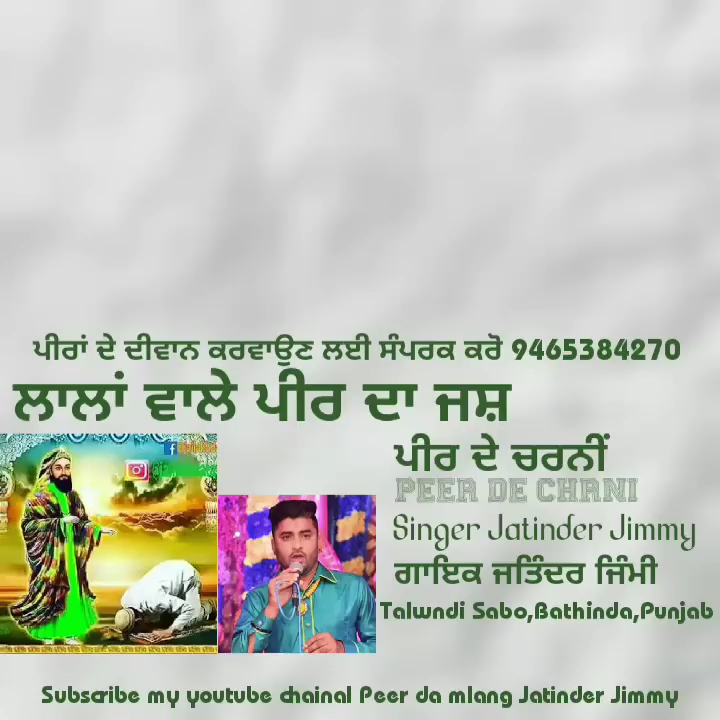 ਪੀਰਾਂ ਦੇ ਦੀਵਾਨ ਕਰਵਾਉਣ ਲਈ ਸੰਪਰਕ ਕਰੋ 9465384270
ਲਾਲਾਂ ਵਾਲੇ ਪੀਰ ਦਾ ਜਸ਼
ਪੀਰ ਦੇ ਚਰਨੀਂ
PEER DE CHRNI
Singer Jatinder Jimmy
ਗਾਇਕ ਜਤਿੰਦਰ ਜਿੰਮੀ
Talwndi Sabo,Bathinda,Punjab
Subscribe my youtube chainal Peer da mlang Jatinder Jimmy